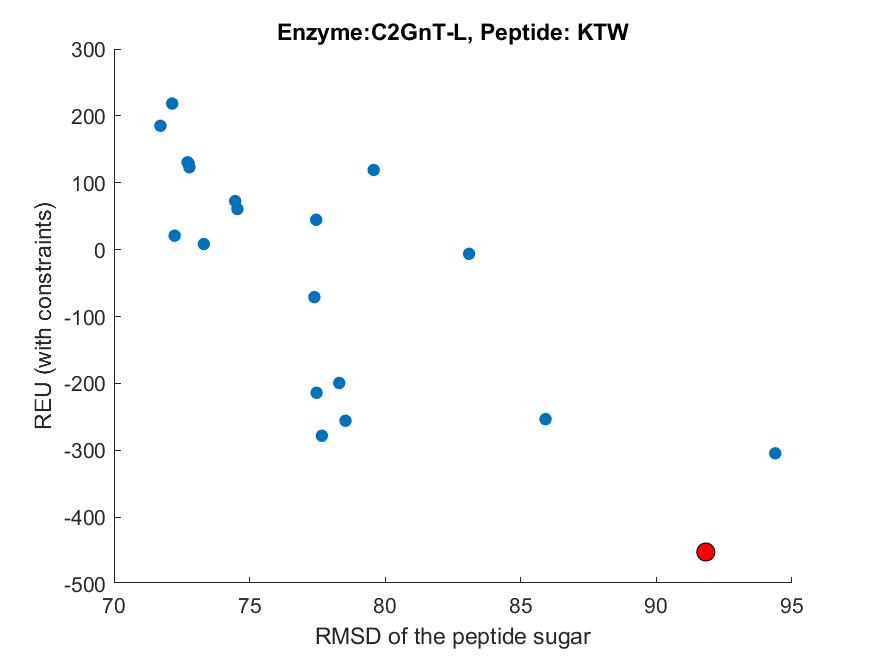 Enzyme:C2GnT-L, Peptide: KTW
300
200
100
0
-100
-200
-300
-400
-500
REU (with constraints)
70 75 80 85 90 95
RMSD of the peptide sugar